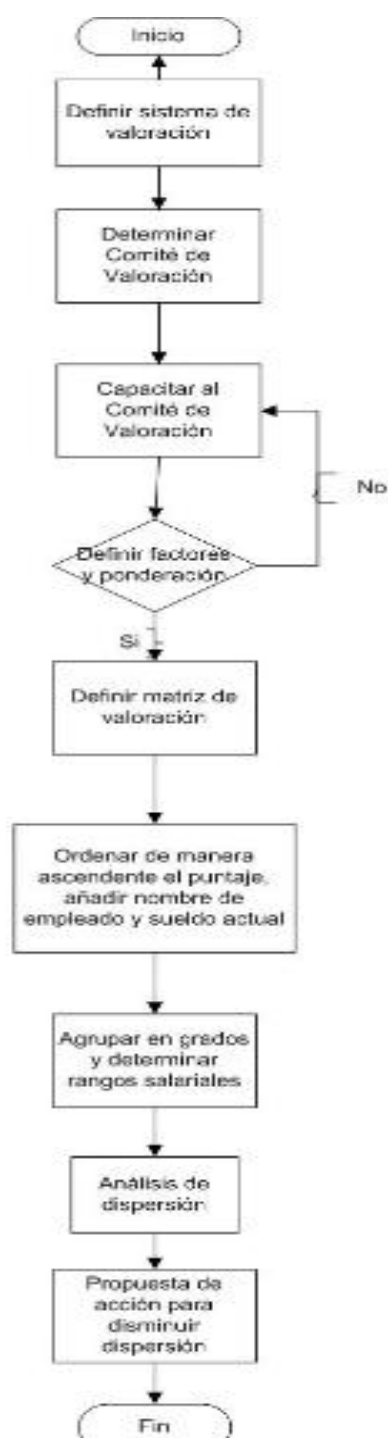 Inicio
Definir sistema de
valoración
Determinar
Comité de
Valoración
Capacitar al
Comité de
Valoración
No
Definir factores
y ponderación
Si
Definir matriz de
valoración
Ordenar de manera
ascendente el puntaje,
añadir nombre de
empleado y sueldo actual
Agrupar en grados
y determinar
rangos salariales
Análisis de
dispersión
Propuesta de
acción para
disminuir
dispersión
Fin